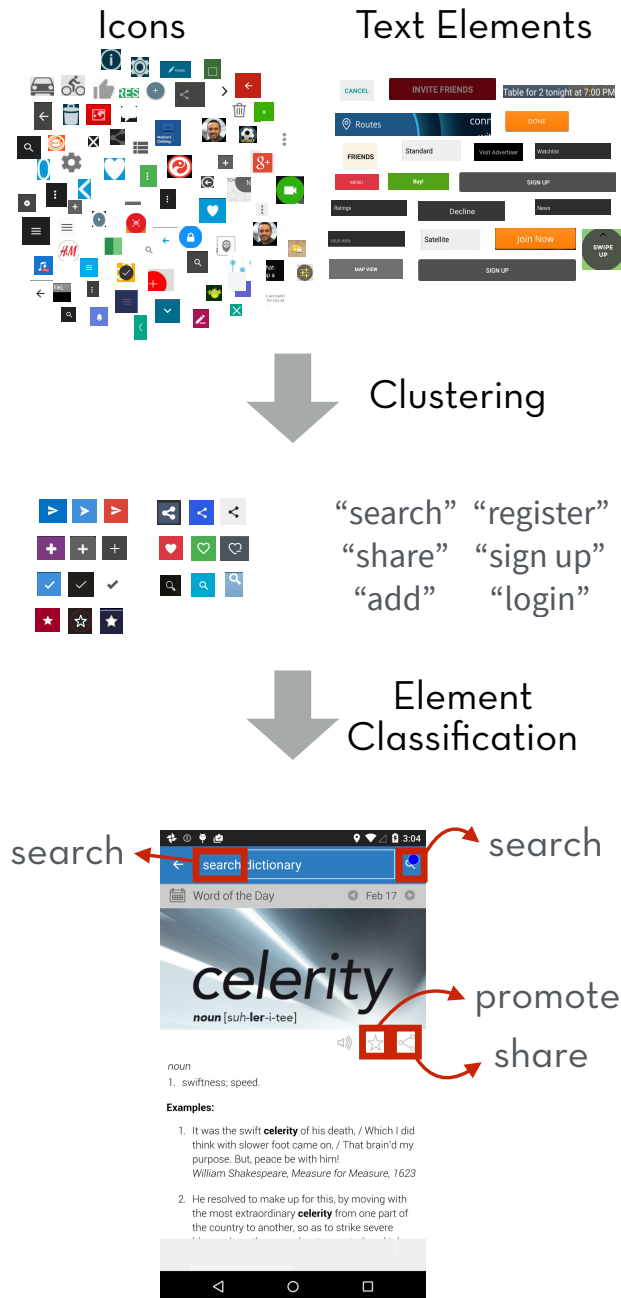 Icons
Text Elements
RES
H&M
g+
CANCEL
INVITE FRIENDS
Table for 2 tonight at 7:00 PM
Routes
conn
DONE
FRIENDS
Standard
Visit Advertiser
Watchlist
MENU
Buy!
SIGN UP
Ratings
Decline
News
Satellite
Join Now
SWIPE
UP
MAP VIEW
SIGN UP
Clustering
“search” “register”
“share” “sign up”
“add” “login”
Element
Classification
3:04
search
search dictionary
search
Word of the Day
Feb 17
celerity
noun [suh-ler-i-tee]
promote
share
noun
1. swiftness; speed.
Examples:
1. It was the swift celerity of his death, / Which I did
think with slower foot came on, / That brain'd my
purpose. But, peace be with him!
William Shakespeare, Measure for Measure, 1623
2. He resolved to make up for this, by moving with
the most extraordinary celerity from one part of
the country to another, so as to strike severe